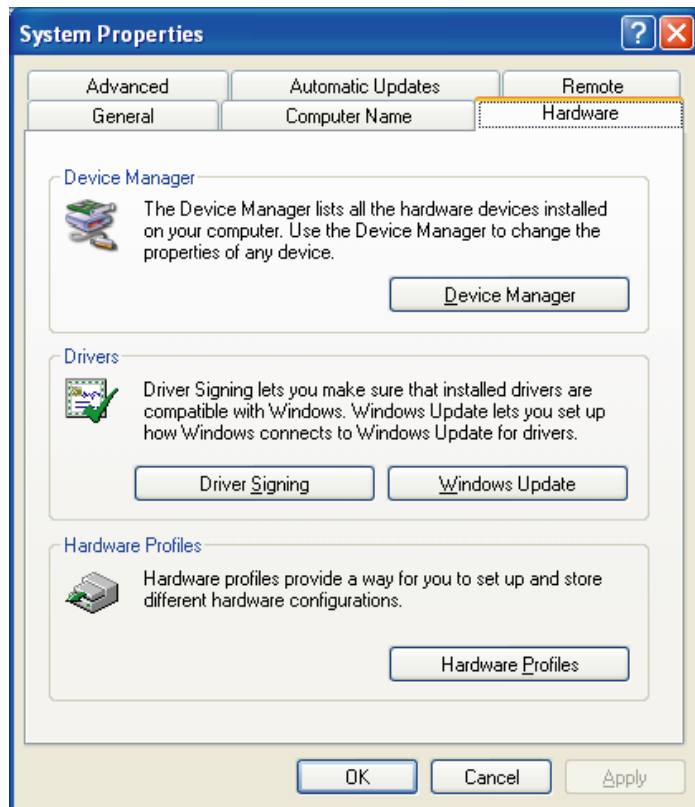 System Properties
Advanced
Automatic Updates
Remote
General
Computer Name
Hardware
Device Manager
The Device Manager lists all the hardware devices installed
on your computer. Use the Device Manager to change the
properties of any device.
Device Manager
Drivers
Driver Signing lets you make sure that installed drivers are
compatible with Windows. Windows Update lets you set up
how Windows connects to Windows Update for drivers.
Driver Signing
Windows Update
Hardware Profiles
Hardware profiles provide a way for you to set up and store
different hardware configurations.
Hardware Profiles
OK
Cancel
Apply